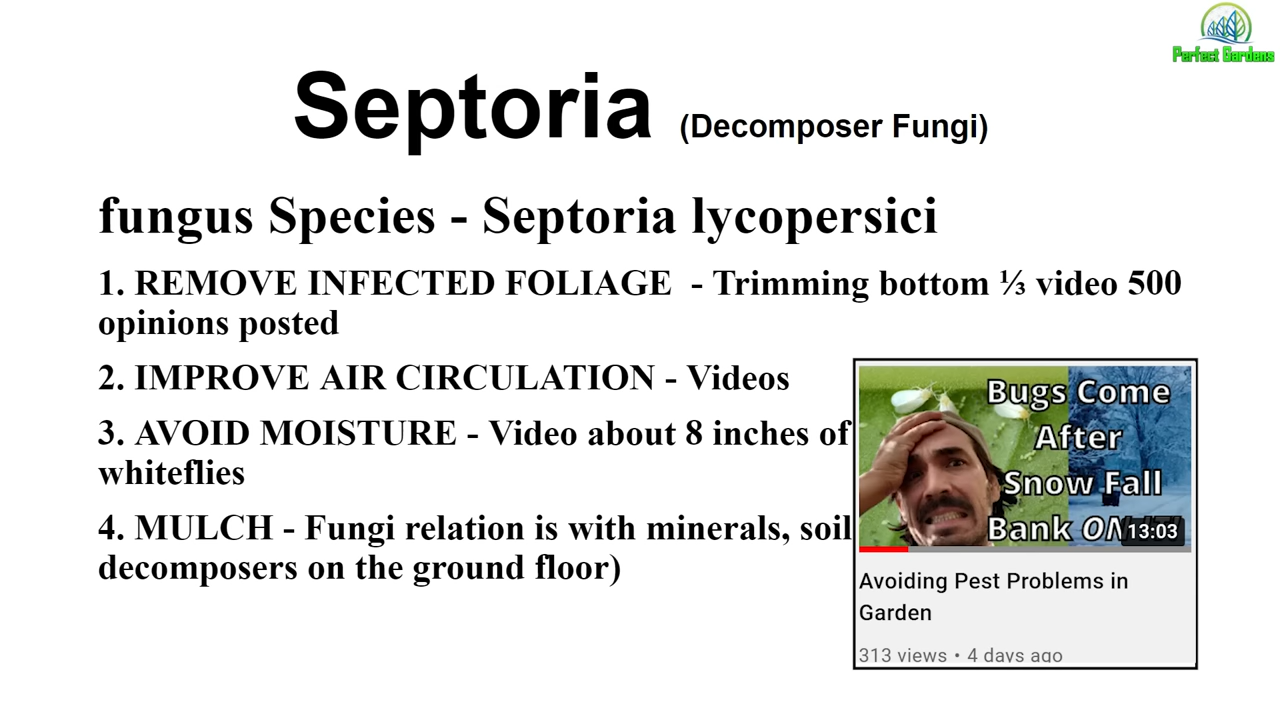 Perfect Gardens
Septoria (Decomposer Fungi)
fungus Species - Septoria lycopersici
1. REMOVE INFECTED FOLIAGE - Trimming bottom ⅓ video 500
opinions posted
2. IMPROVE AIR CIRCULATION - Videos
3. AVOID MOISTURE - Video about 8 inches of
whiteflies
4. MULCH - Fungi relation is with minerals, soil
decomposers on the ground floor)
Bugs Come
After
Snow Fall
Bank
13:03
Avoiding Pest Problems in
Garden
313 views • 4 days ago